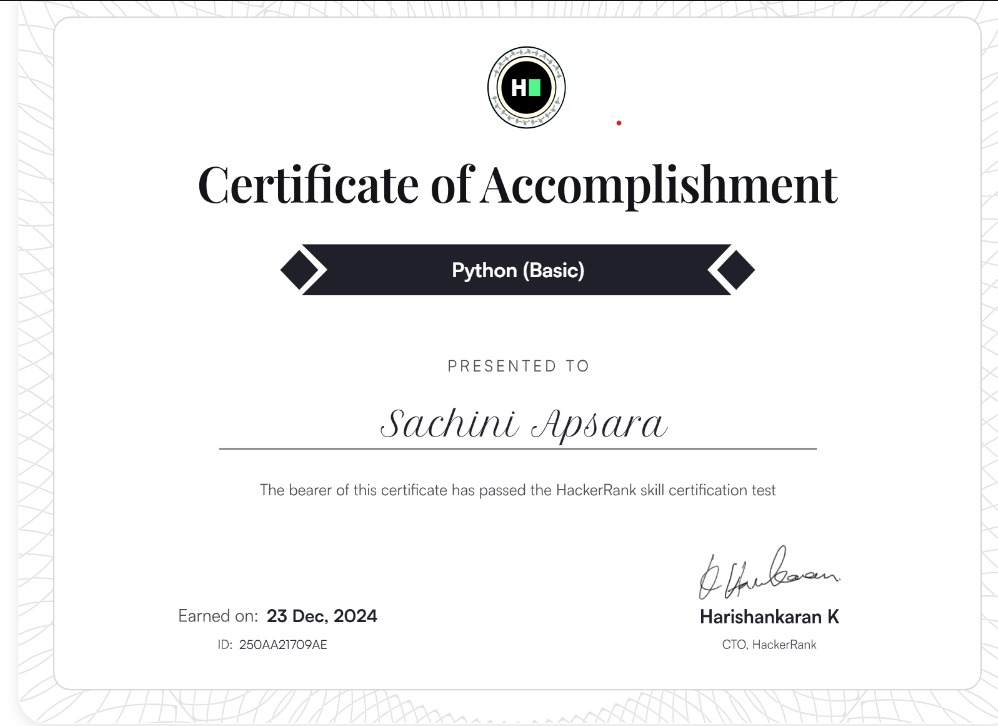 H
Certificate of Accomplishment
Python (Basic)
PRESENTED TO
Sachini Apsara
The bearer of this certificate has passed the HackerRank skill certification test
Earned on: 23 Dec, 2024
ID: 250AA21709AE
Harishankaran K
CTO, HackerRank